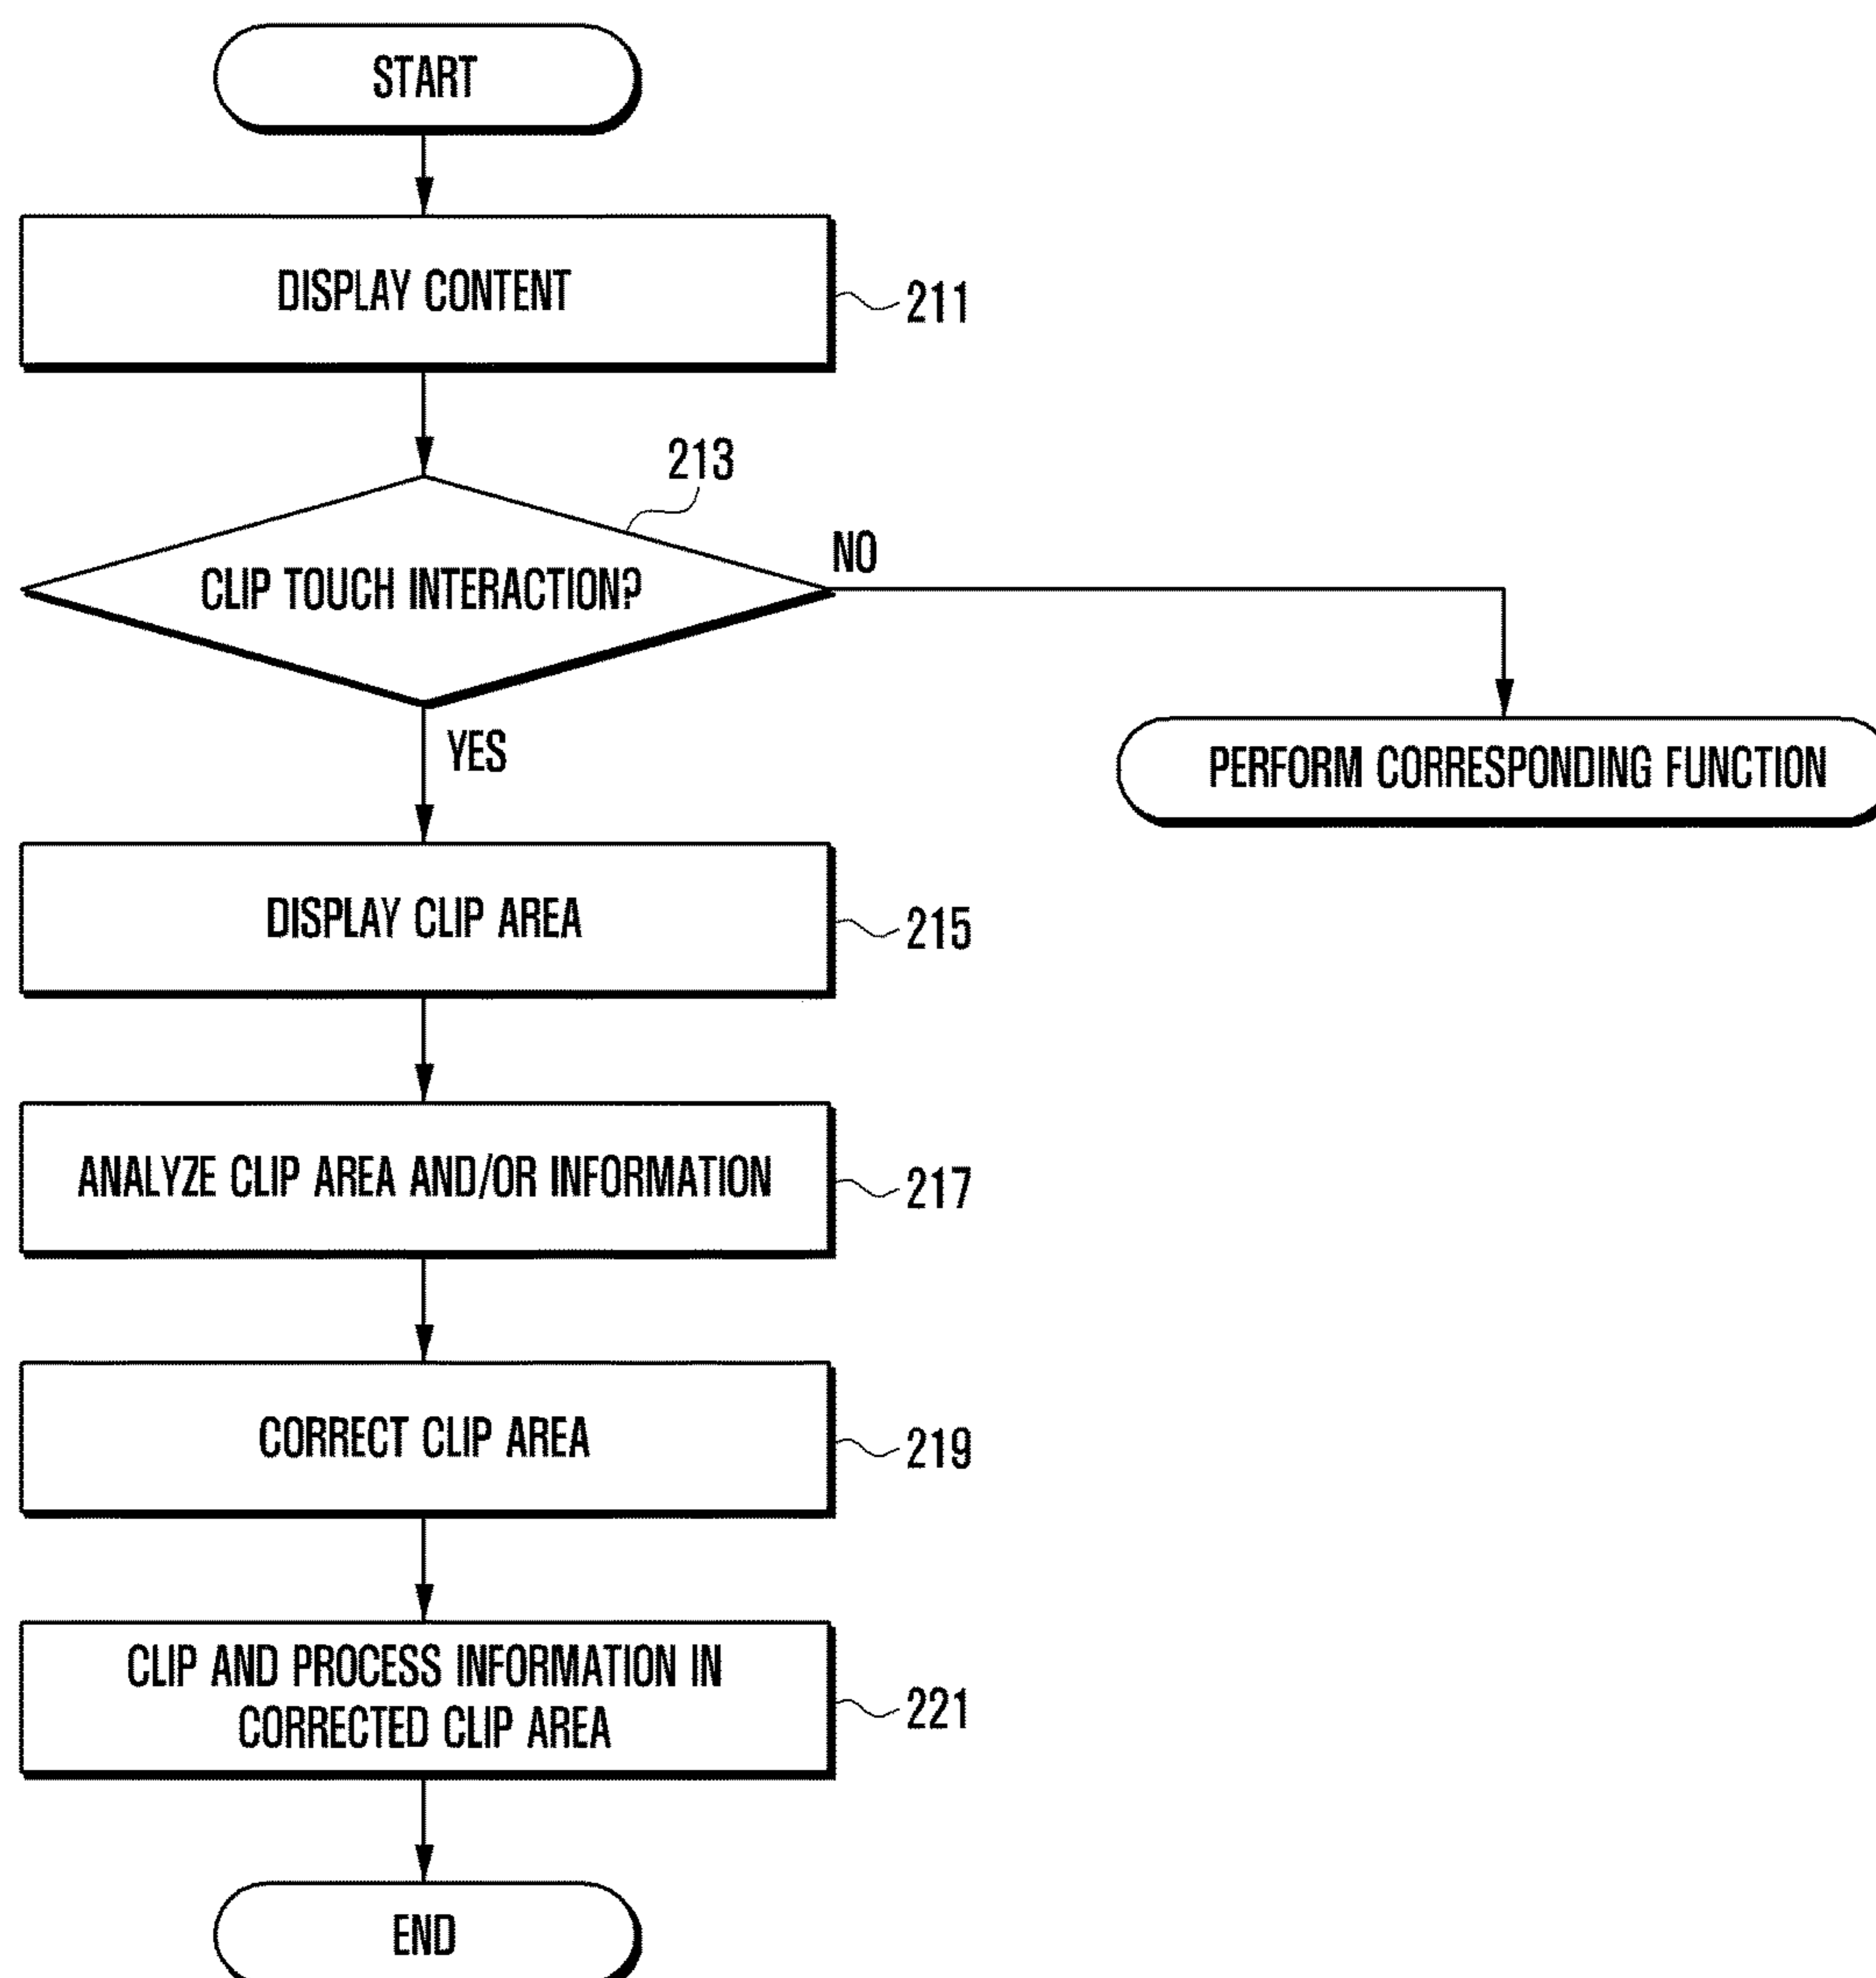 START
DISPLAY CONTENT
211
213
CLIP TOUCH INTERACTION?
NO
PERFORM CORRESPONDING FUNCTION
YES
DISPLAY CLIP AREA
215
ANALYZE CLIP AREA AND/OR INFORMATION
217
CORRECT CLIP AREA
219
CLIP AND PROCESS INFORMATION IN
CORRECTED CLIP AREA
221
END